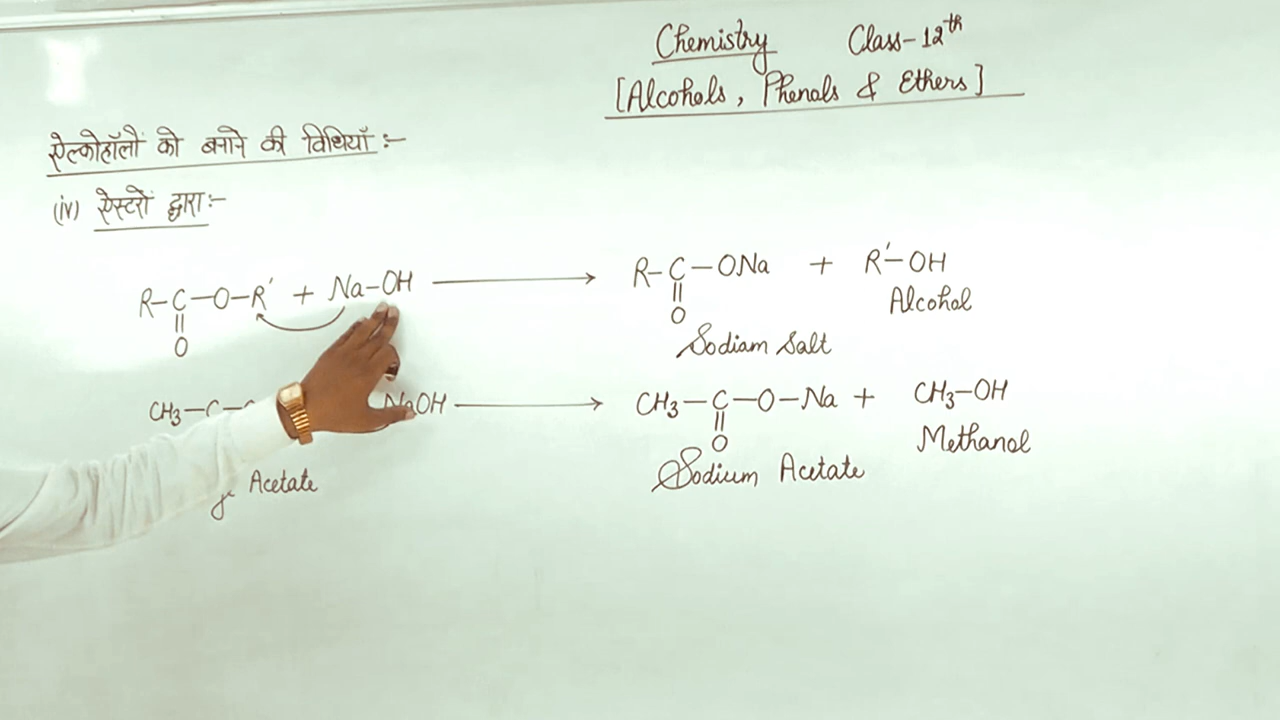 Chemistry Class-12th
[Alcohols, Phenols & Ethers]
ऐल्कोहॉलों को बनाने की विधियाँ :-
(iv) ऐस्टरों द्वारा:-
R-C-O-R' + Na-OH ⟶ R-C-ONa + R'-OH
|| ||
O O
Alcohol
Sodiam Salt
CH3-C- NaOH ⟶ CH3-C-O-Na + CH3-OH
||
O
Methanol
Acetate Sodium Acetate